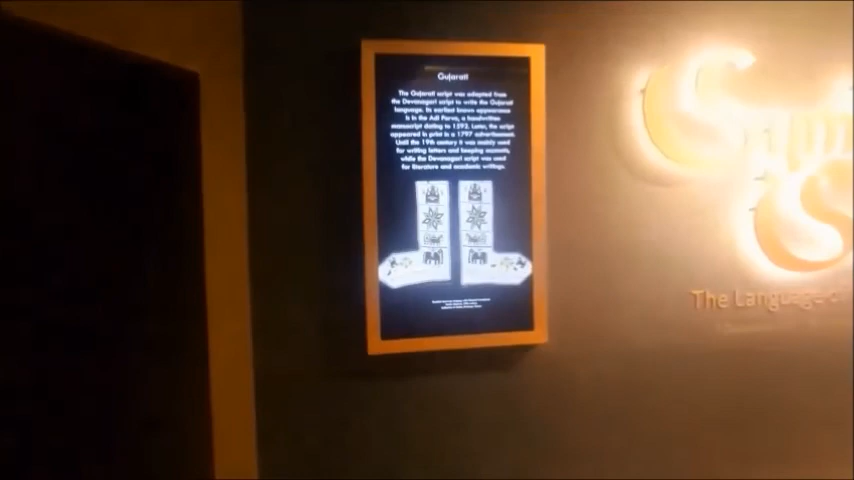 Gujarati
The Gujarati script was adapted from
the Devanagari script to write the Gujarati
language. Its earliest known appearance
is in the Adi Parva, a handwritten
manuscript dating to 1592. Later, the script
appeared in print in a 1797 advertisement.
Until the 19th century it was mainly used
for writing letters and keeping accounts,
while the Devanagari script was used
for literature and academic writings.
The Language